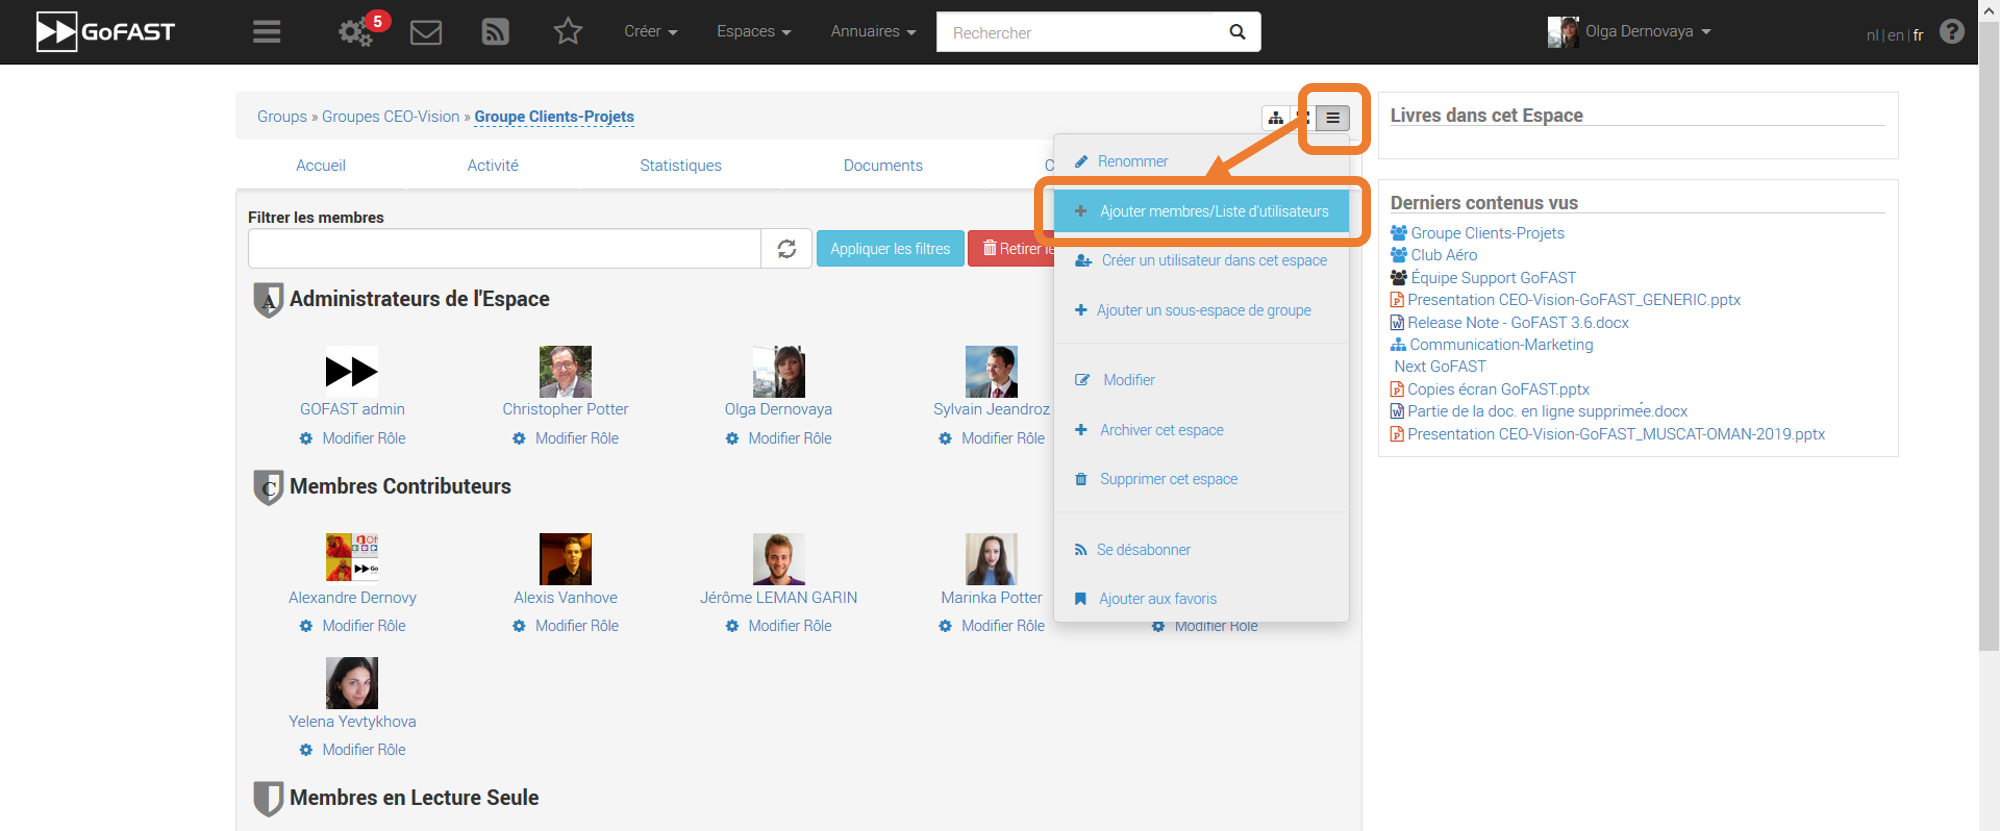 GoFAST
5
Créer
Espaces
Annuaires
Rechercher
Olga Dernovaya
nl | en | fr
?
Groups » Groupes CEO-Vision » Groupe Clients-Projets
Accueil
Activité
Statistiques
Documents
C
Filtrer les membres
Appliquer les filtres
Retirer le
A
Administrateurs de l'Espace
GOFAST admin
Christopher Potter
Olga Dernovaya
Sylvain Jeandroz
Modifier Rôle
Modifier Rôle
Modifier Rôle
Modifier Rôle
C
Membres Contributeurs
Alexandre Dernovy
Alexis Vanhove
Jérôme LEMAN GARIN
Marinka Potter
Modifier Rôle
Modifier Rôle
Modifier Rôle
Modifier Rôle
Modifier Rôle
Yelena Yevtykhova
Modifier Rôle
Membres en Lecture Seule
Renommer
Ajouter membres/Liste d'utilisateurs
Créer un utilisateur dans cet espace
Ajouter un sous-espace de groupe
Modifier
Archiver cet espace
Supprimer cet espace
Se désabonner
Ajouter aux favoris
Livres dans cet Espace
Derniers contenus vus
Groupe Clients-Projets
Club Aéro
Équipe Support GoFAST
Presentation CEO-Vision-GoFAST_GENERIC.pptx
Release Note - GoFAST 3.6.docx
Communication-Marketing
Next GoFAST
Copies écran GoFAST.pptx
Partie de la doc. en ligne supprimée.docx
Presentation CEO-Vision-GoFAST_MUSCAT-OMAN-2019.pptx